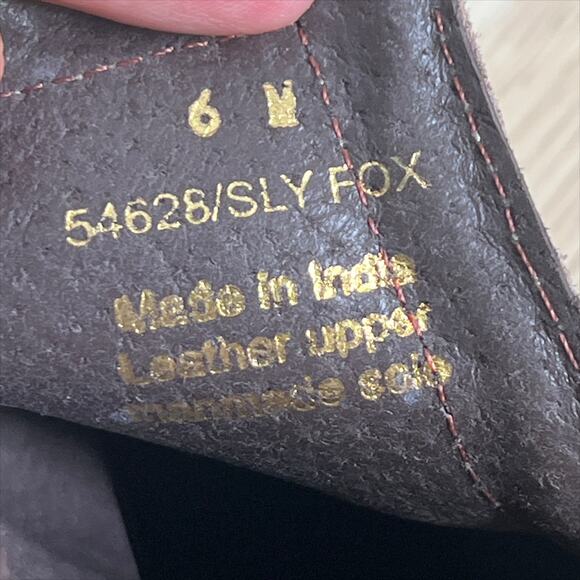 6 M
54628/SLY FOX
Made in India
Leather upper
manmade sole